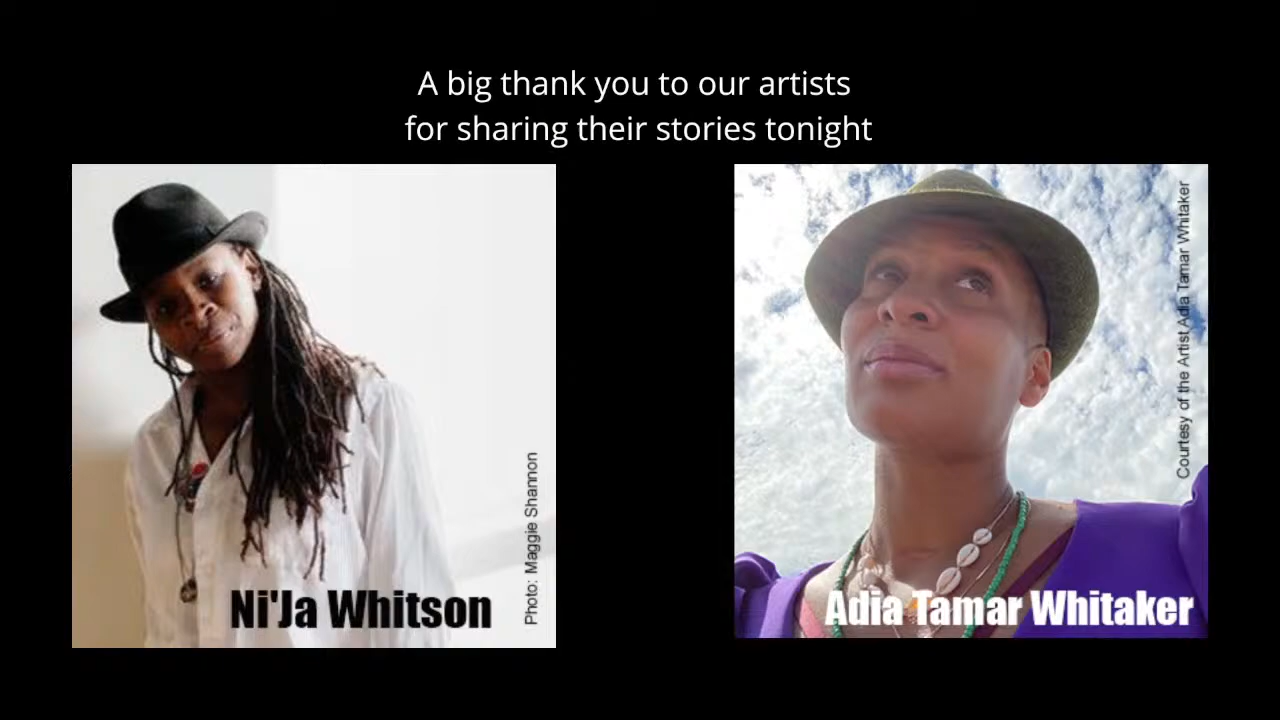 A big thank you to our artists
for sharing their stories tonight
Ni'Ja Whitson
Photo: Maggie Shannon
Adia Tamar Whitaker
Courtesy of the Artist Adia Tamar Whitaker